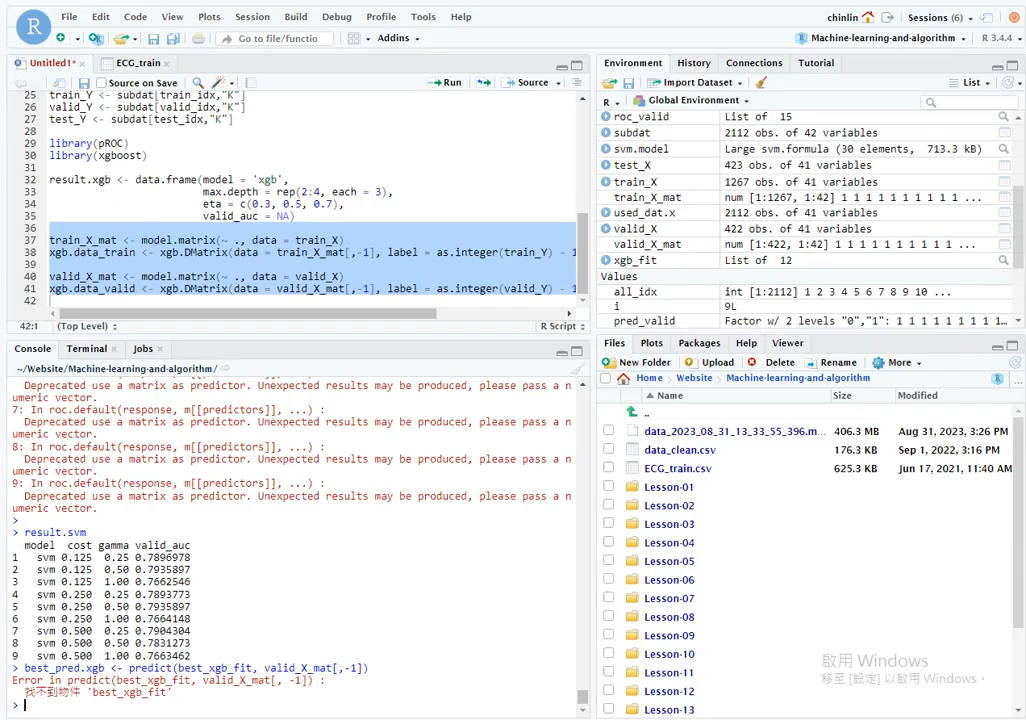 File Edit Code View Plots Session Build Debug Profile Tools Help
chinlin Sessions (6)
Go to file/functio Addins
Machine-learning-and-algorithm R 3.4.4
Untitled1* ECG_train
Source on Save Run Source
25 train_Y <- subdat[train_idx,"K"]
26 valid_Y <- subdat[valid_idx,"K"]
27 test_Y <- subdat[test_idx,"K"]
28
29 library(pROC)
30 library(xgboost)
31
32 result.xgb <- data.frame(model = 'xgb',
33 max.depth = rep(2:4, each = 3),
34 eta = c(0.3, 0.5, 0.7),
35 valid_auc = NA)
36
37 train_X_mat <- model.matrix(~ ., data = train_X)
38 xgb.data_train <- xgb.DMatrix(data = train_X_mat[,-1], label = as.integer(train_Y) - 1
39
40 valid_X_mat <- model.matrix(~ ., data = valid_X)
41 xgb.data_valid <- xgb.DMatrix(data = valid_X_mat[,-1], label = as.integer(valid_Y) - 1
42
42:1 (Top Level) R Script
Console Terminal Jobs
~/Website/Machine-learning-and-algorithm/
Deprecated use a matrix as predictor. Unexpected results may be produced, please pass a n
umeric vector.
7: In roc.default(response, m[[predictors]], ...) :
Deprecated use a matrix as predictor. Unexpected results may be produced, please pass a n
umeric vector.
8: In roc.default(response, m[[predictors]], ...) :
Deprecated use a matrix as predictor. Unexpected results may be produced, please pass a n
umeric vector.
9: In roc.default(response, m[[predictors]], ...) :
Deprecated use a matrix as predictor. Unexpected results may be produced, please pass a n
umeric vector.
>
> result.svm
model cost gamma valid_auc
1 svm 0.125 0.25 0.7896978
2 svm 0.125 0.50 0.7935897
3 svm 0.125 1.00 0.7662546
4 svm 0.250 0.25 0.7893773
5 svm 0.250 0.50 0.7935897
6 svm 0.250 1.00 0.7664148
7 svm 0.500 0.25 0.7904304
8 svm 0.500 0.50 0.7831273
9 svm 0.500 1.00 0.7663462
> best_pred.xgb <- predict(best_xgb_fit, valid_X_mat[,-1])
Error in predict(best_xgb_fit, valid_X_mat[, -1]) :
找不到物件 'best_xgb_fit'
>
Environment History Connections Tutorial
Import Dataset List
R Global Environment
roc_valid List of 15
subdat 2112 obs. of 42 variables
svm.model Large svm.formula (30 elements, 713.3 kB)
test_X 423 obs. of 41 variables
train_X 1267 obs. of 41 variables
train_X_mat num [1:1267, 1:42] 1 1 1 1 1 1 1 1 1 1 ...
used_dat.x 2112 obs. of 41 variables
valid_X 422 obs. of 41 variables
valid_X_mat num [1:422, 1:42] 1 1 1 1 1 1 1 1 1 1 ...
xgb_fit List of 12
Values
all_idx int [1:2112] 1 2 3 4 5 6 7 8 9 10 ...
i 9L
pred_valid Factor w/ 2 levels "0","1": 1 1 1 1 1 1 1 1 1...
Files Plots Packages Help Viewer
New Folder Upload Delete Rename More
Home Website Machine-learning-and-algorithm ...
Name Size Modified
..
data_2023_08_31_13_33_55_396.m... 406.3 MB Aug 31, 2023, 3:26 PM
data_clean.csv 176.3 KB Sep 1, 2022, 3:16 PM
ECG_train.csv 625.3 KB Jun 17, 2021, 11:40 AM
Lesson-01
Lesson-02
Lesson-03
Lesson-04
Lesson-05
Lesson-06
Lesson-07
Lesson-08
Lesson-09
Lesson-10
Lesson-11
Lesson-12
Lesson-13
啟用 Windows
移至 [設定] 以啟用 Windows。